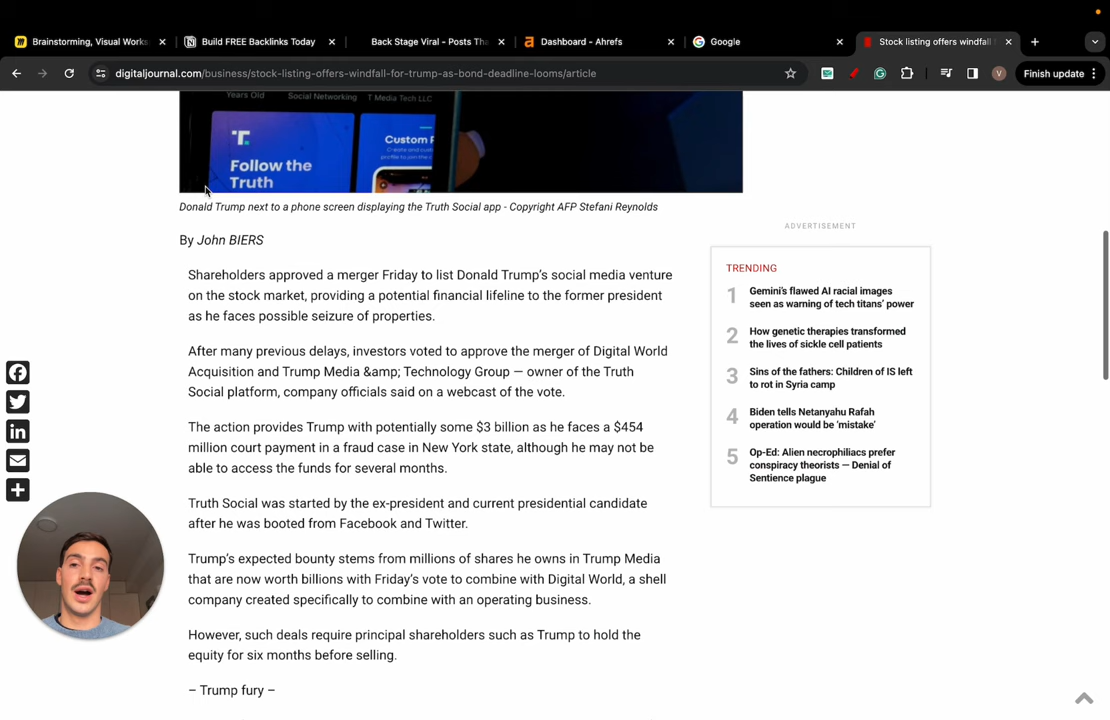 Brainstorming, Visual Works
Build FREE Backlinks Today
Back Stage Viral - Posts Tha
Dashboard - Ahrefs
Google
Stock listing offers windfall f
digitaljournal.com/business/stock-listing-offers-windfall-for-trump-as-bond-deadline-looms/article
V
Finish update
Years Old
Social Networking
T Media Tech LLC
T.
Follow the
Truth
Custom P
Donald Trump next to a phone screen displaying the Truth Social app - Copyright AFP Stefani Reynolds
By John BIERS
Shareholders approved a merger Friday to list Donald Trump’s social media venture
on the stock market, providing a potential financial lifeline to the former president
as he faces possible seizure of properties.
After many previous delays, investors voted to approve the merger of Digital World
Acquisition and Trump Media &amp; Technology Group — owner of the Truth
Social platform, company officials said on a webcast of the vote.
The action provides Trump with potentially some $3 billion as he faces a $454
million court payment in a fraud case in New York state, although he may not be
able to access the funds for several months.
Truth Social was started by the ex-president and current presidential candidate
after he was booted from Facebook and Twitter.
Trump’s expected bounty stems from millions of shares he owns in Trump Media
that are now worth billions with Friday’s vote to combine with Digital World, a shell
company created specifically to combine with an operating business.
However, such deals require principal shareholders such as Trump to hold the
equity for six months before selling.
– Trump fury –
ADVERTISEMENT
TRENDING
1 Gemini’s flawed AI racial images
seen as warning of tech titans’ power
2 How genetic therapies transformed
the lives of sickle cell patients
3 Sins of the fathers: Children of IS left
to rot in Syria camp
4 Biden tells Netanyahu Rafah
operation would be ‘mistake’
5 Op-Ed: Alien necrophiliacs prefer
conspiracy theorists — Denial of
Sentience plague